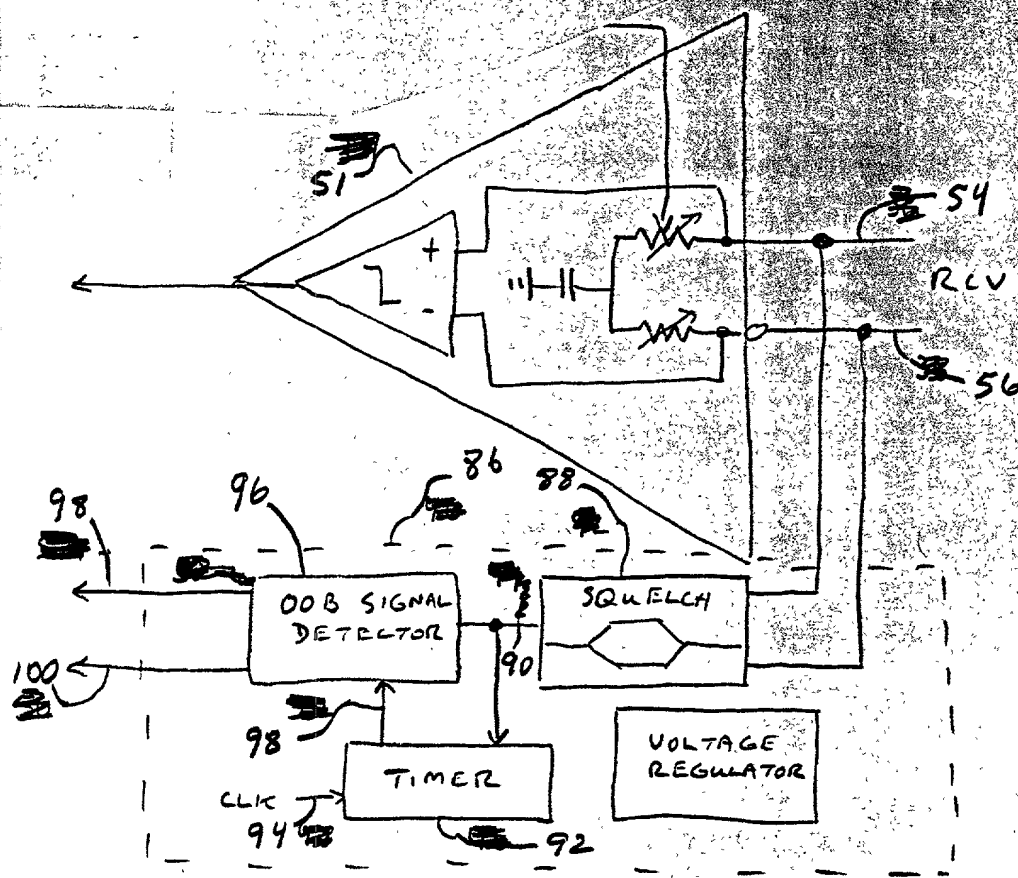 51
+
-
54
RCV
56
86
88
96
98
OOB SIGNAL
DETECTOR
SQUELCH
90
100
98
TIMER
VOLTAGE
REGULATOR
CLK
94
92